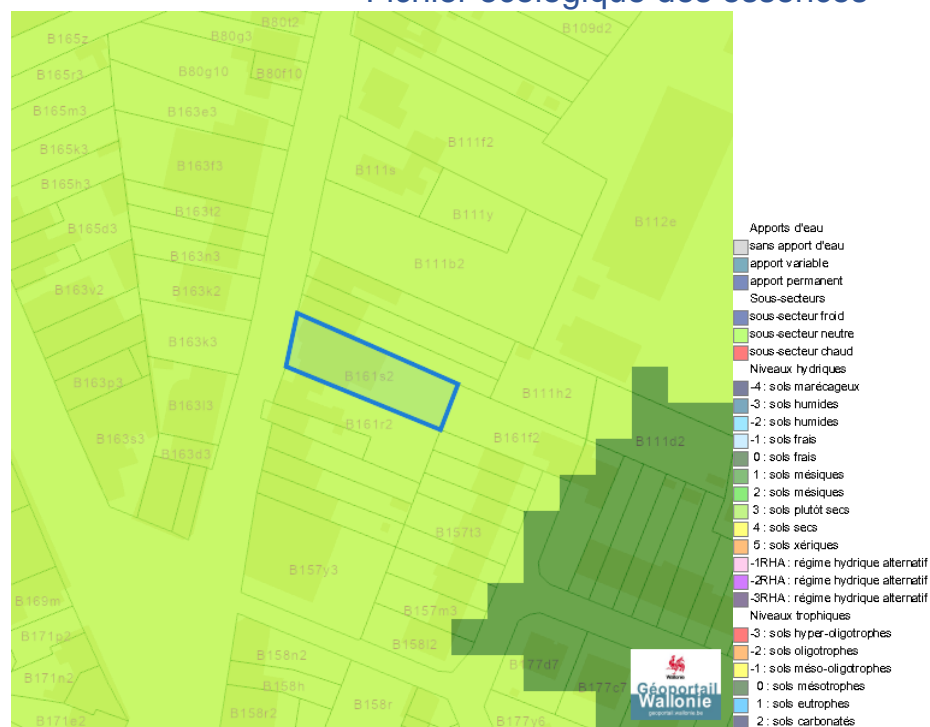 Fichier écologique des essences
B165z
B80t2
B80g3
B109d2
B165r3
B80g10
B80f10
B165m3
B163e3
B165k3
B111f2
B163f3
B111s
B165h3
B163t2
B111y
B165d3
B112e
B163n3
B111b2
B163v2
B163k2
B163k3
B161s2
B163p3
B111h2
B163l3
B161r2
B163s3
B161f2
B111d2
B163d3
B157t3
B157y3
B169m
B157m3
B171p2
B158l2
B158n2
B177d7
B171n2
B158h
B177c7
B158r
B158r2
B171e2
B177y6
Apports d'eau
sans apport d'eau
apport variable
apport permanent
Sous-secteurs
sous-secteur froid
sous-secteur neutre
sous-secteur chaud
Niveaux hydriques
-4 : sols marécageux
-3 : sols humides
-2 : sols humides
-1 : sols frais
0 : sols frais
1 : sols mésiques
2 : sols mésiques
3 : sols plutôt secs
4 : sols secs
5 : sols xériques
-1RHA : régime hydrique alternatif
-2RHA : régime hydrique alternatif
-3RHA : régime hydrique alternatif
Niveaux trophiques
-3 : sols hyper-oligotrophes
-2 : sols oligotrophes
-1 : sols méso-oligotrophes
0 : sols mésotrophes
1 : sols eutrophes
2 : sols carbonatés
Wallonie
Géoportail
Wallonie
geoportail.wallonie.be